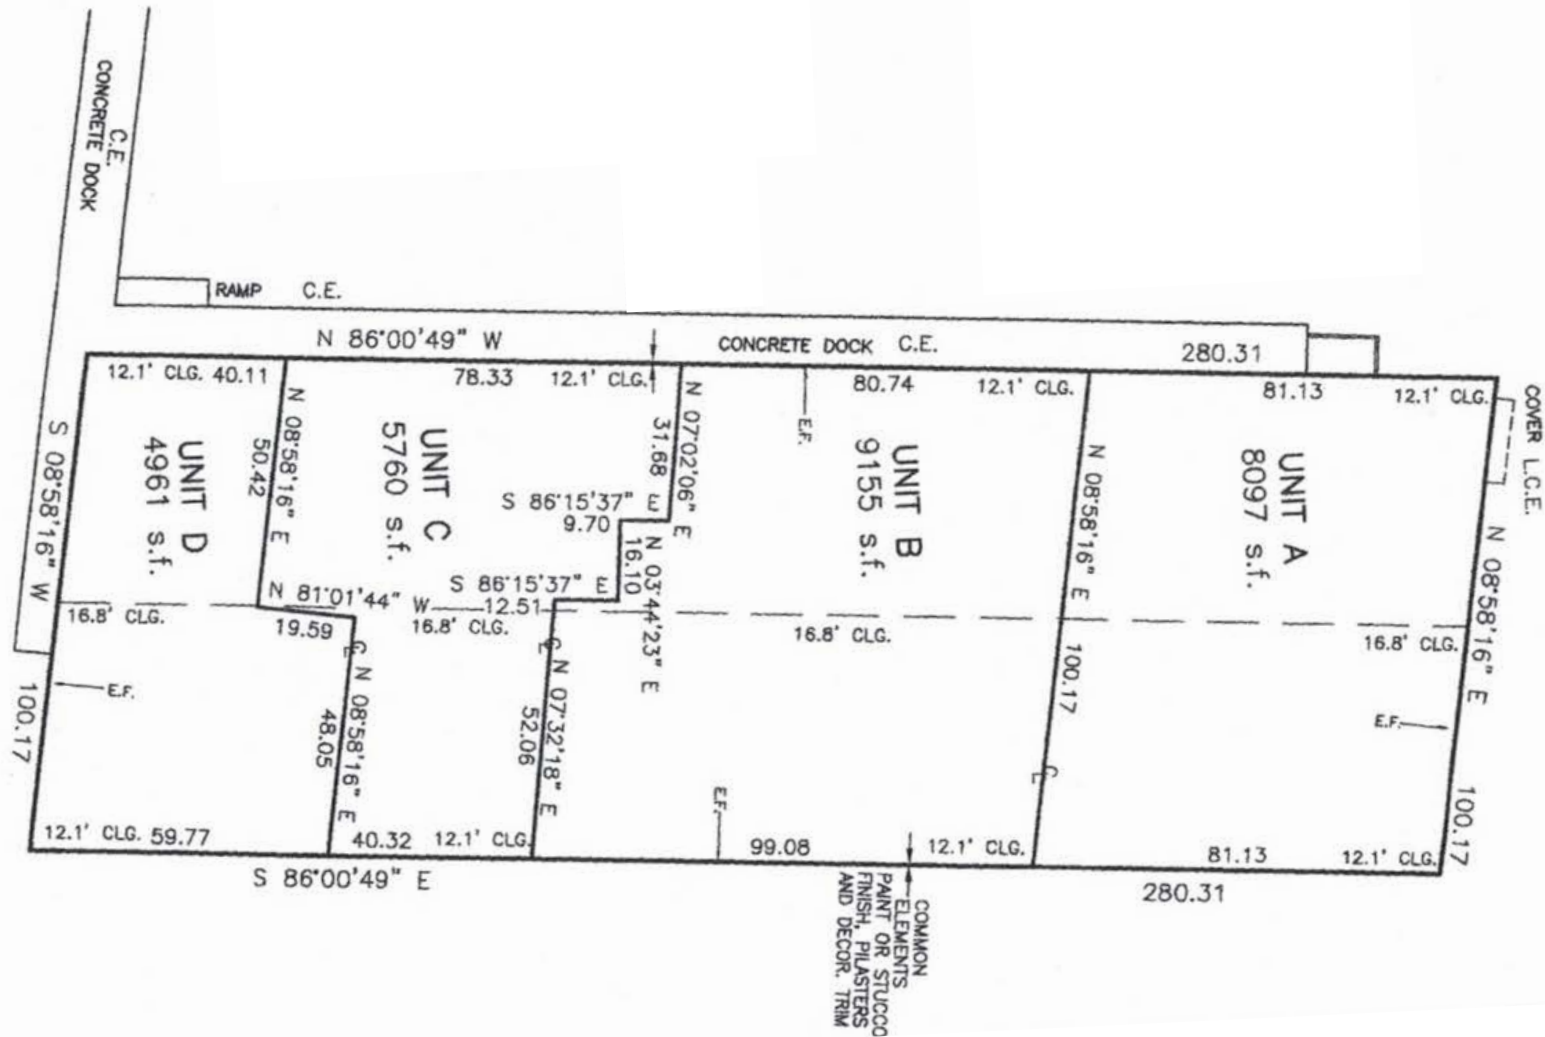 C.E.
CONCRETE DOCK
RAMP
C.E.
N 86°00'49" W
CONCRETE DOCK C.E.
280.31
12.1' CLG. 40.11
78.33
12.1' CLG.
80.74
12.1' CLG.
81.13
12.1' CLG.
COVER L.C.E.
S 08°58'16" W
100.17
UNIT D
4961 s.f.
N 08°58'16" E
50.42
UNIT C
5760 s.f.
31.68
N 07°02'06" E
S 86°15'37" E
9.70
16.10
N 03°44'23" E
S 86°15'37" E
12.51
E.F.
UNIT B
9155 s.f.
N 08°58'16" E
100.17
UNIT A
8097 s.f.
N 08°58'16" E
100.17
N 81°01'44" W
19.59
16.8' CLG.
16.8' CLG.
16.8' CLG.
16.8' CLG.
E.F.
N 08°58'16" E
48.05
N 07°32'18" E
52.06
E.F.
E.F.
12.1' CLG. 59.77
40.32
12.1' CLG.
99.08
12.1' CLG.
81.13
12.1' CLG.
S 86°00'49" E
280.31
COMMON
ELEMENTS
PAINT OR STUCCO
FINISH, PILASTERS
AND DECOR. TRIM